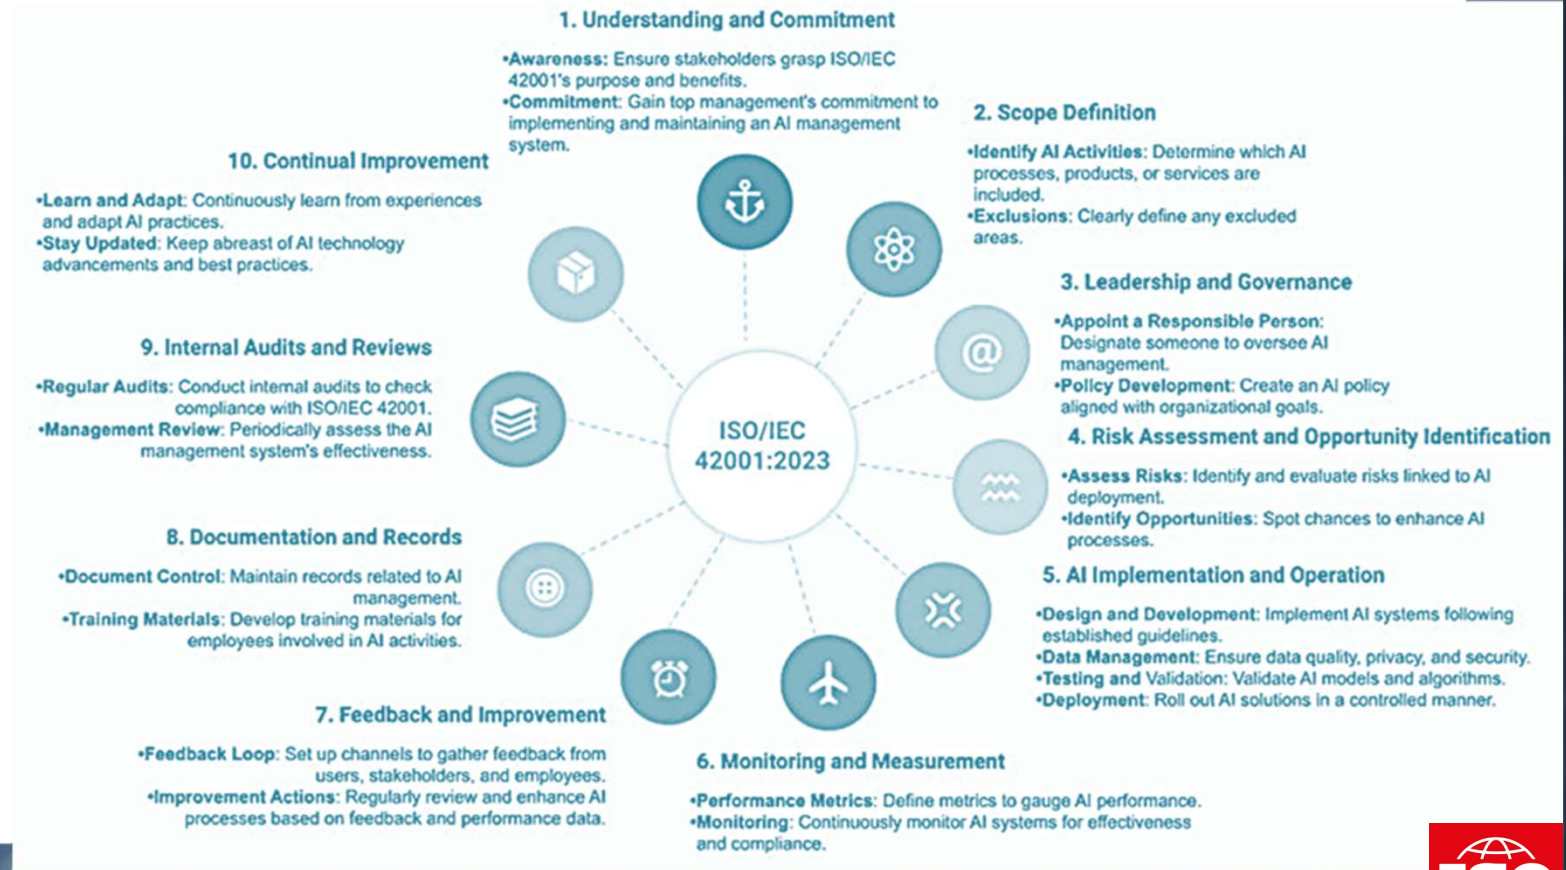 1. Understanding and Commitment
•Awareness: Ensure stakeholders grasp ISO/IEC
42001's purpose and benefits.
•Commitment: Gain top management's commitment to
implementing and maintaining an AI management
system.
2. Scope Definition
•Identify AI Activities: Determine which AI
processes, products, or services are
included.
•Exclusions: Clearly define any excluded
areas.
3. Leadership and Governance
•Appoint a Responsible Person:
Designate someone to oversee AI
management.
•Policy Development: Create an AI policy
aligned with organizational goals.
4. Risk Assessment and Opportunity Identification
•Assess Risks: Identify and evaluate risks linked to AI
deployment.
•Identify Opportunities: Spot chances to enhance AI
processes.
5. AI Implementation and Operation
•Design and Development: Implement AI systems following
established guidelines.
•Data Management: Ensure data quality, privacy, and security.
•Testing and Validation: Validate AI models and algorithms.
•Deployment: Roll out AI solutions in a controlled manner.
6. Monitoring and Measurement
•Performance Metrics: Define metrics to gauge AI performance.
•Monitoring: Continuously monitor AI systems for effectiveness
and compliance.
7. Feedback and Improvement
•Feedback Loop: Set up channels to gather feedback from
users, stakeholders, and employees.
•Improvement Actions: Regularly review and enhance AI
processes based on feedback and performance data.
8. Documentation and Records
•Document Control: Maintain records related to AI
management.
•Training Materials: Develop training materials for
employees involved in AI activities.
9. Internal Audits and Reviews
•Regular Audits: Conduct internal audits to check
compliance with ISO/IEC 42001.
•Management Review: Periodically assess the AI
management system's effectiveness.
10. Continual Improvement
•Learn and Adapt: Continuously learn from experiences
and adapt AI practices.
•Stay Updated: Keep abreast of AI technology
advancements and best practices.
@
ISO/IEC
42001:2023